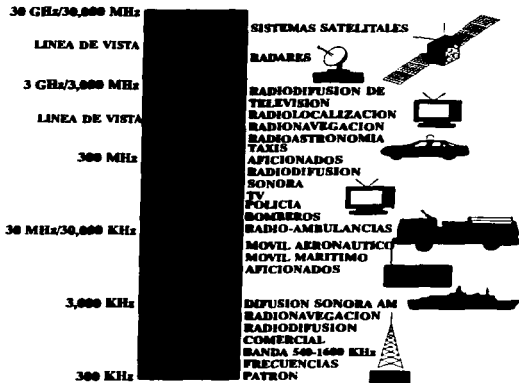 30 GHz/30,000 MHz
SISTEMAS SATELITALES
LINEA DE VISTA
RADARES
3 GHz/3,000 MHz
RADIODIFUSION DE
TELEVISION
LINEA DE VISTA
RADIOLOCALIZACION
RADIONAVEGACION
RADIOASTRONOMIA
TAXIS
300 MHz
AFICIONADOS
RADIODIFUSION
SONORA
TV
POLICIA
BOMBEROS
30 MHz/30,000 KHz
RADIO-AMBULANCIAS
MOVIL AERONAUTICO
MOVIL MARITIMO
AFICIONADOS
3,000 KHz
DIFUSION SONORA AM
RADIONAVEGACION
RADIODIFUSION
COMERCIAL
BANDA 540-1600 KHz
FRECUENCIAS
300 KHz
PATRON